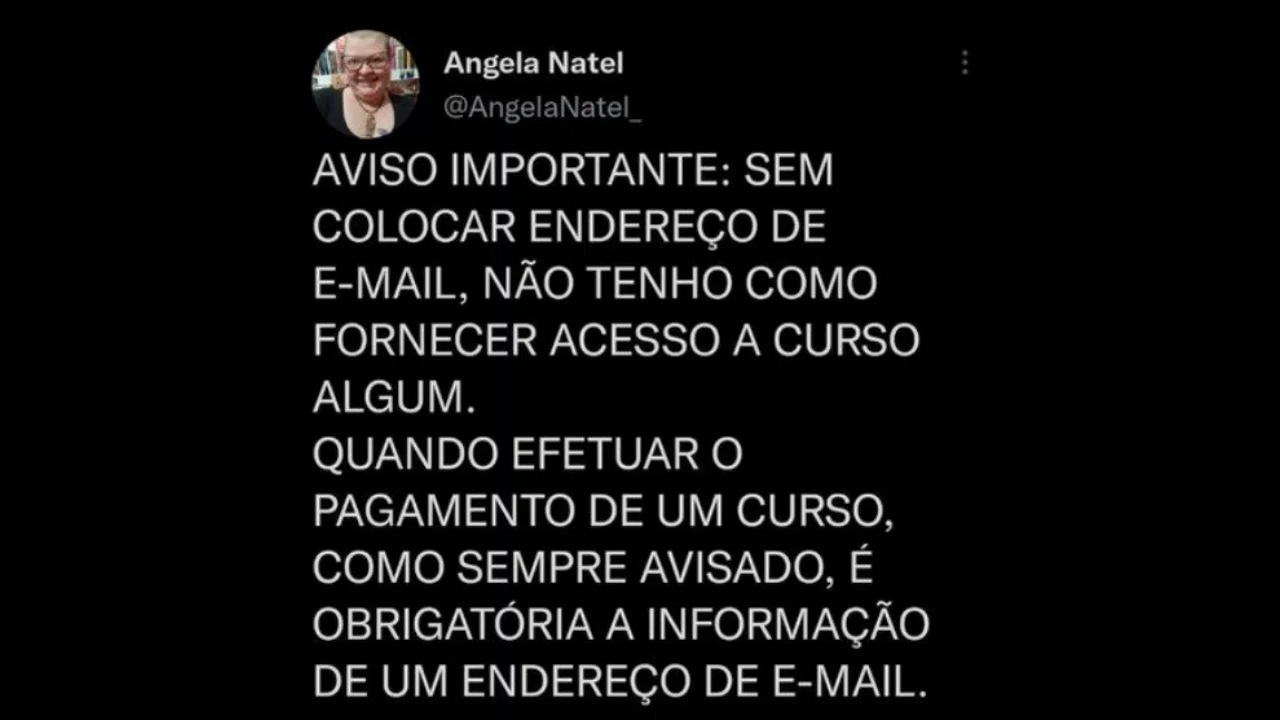 Angela Natel
@AngelaNatel_
AVISO IMPORTANTE: SEM
COLOCAR ENDEREÇO DE
E-MAIL, NÃO TENHO COMO
FORNECER ACESSO A CURSO
ALGUM.
QUANDO EFETUAR O
PAGAMENTO DE UM CURSO,
COMO SEMPRE AVISADO, É
OBRIGATÓRIA A INFORMAÇÃO
DE UM ENDEREÇO DE E-MAIL.